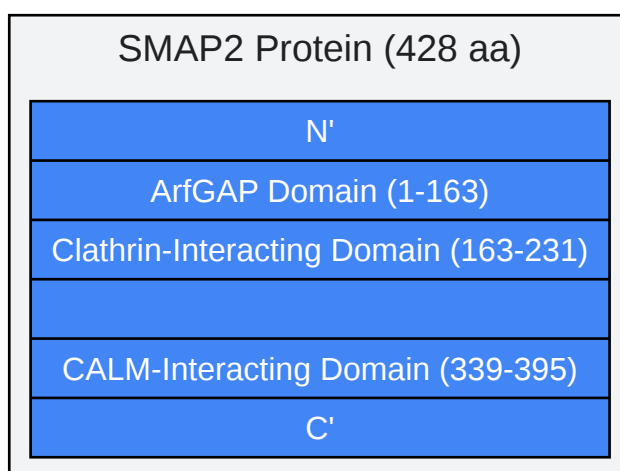 SMAP2 Protein (428 aa)
N'
ArfGAP Domain (1-163)
Clathrin-Interacting Domain (163-231)
CALM-Interacting Domain (339-395)
C'